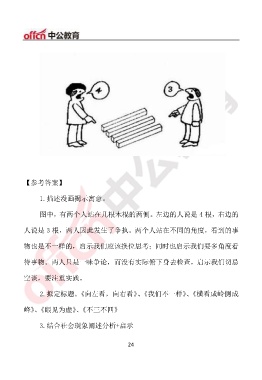 offcn中公教育
4
3
【参考答案】
1.描述漫画揭示寓意。
图中，有两个人站在几根木棍的两侧。左边的人说是 4 根，右边的
人说是 3 根，两人因此发生了争执。两个人站在不同的角度，看到的事
物也是不一样的，启示我们应该换位思考；同时也启示我们要多角度看
待事物。两人只是一味争论，而没有实际俯下身去检查，启示我们切忌
空谈，要注重实践。
2.拟定标题。《向左看，向右看》、《我们不一样》、《横看成岭侧成
峰》、《眼见为虚》、《不三不四》
3.结合社会现象阐述分析+启示
24